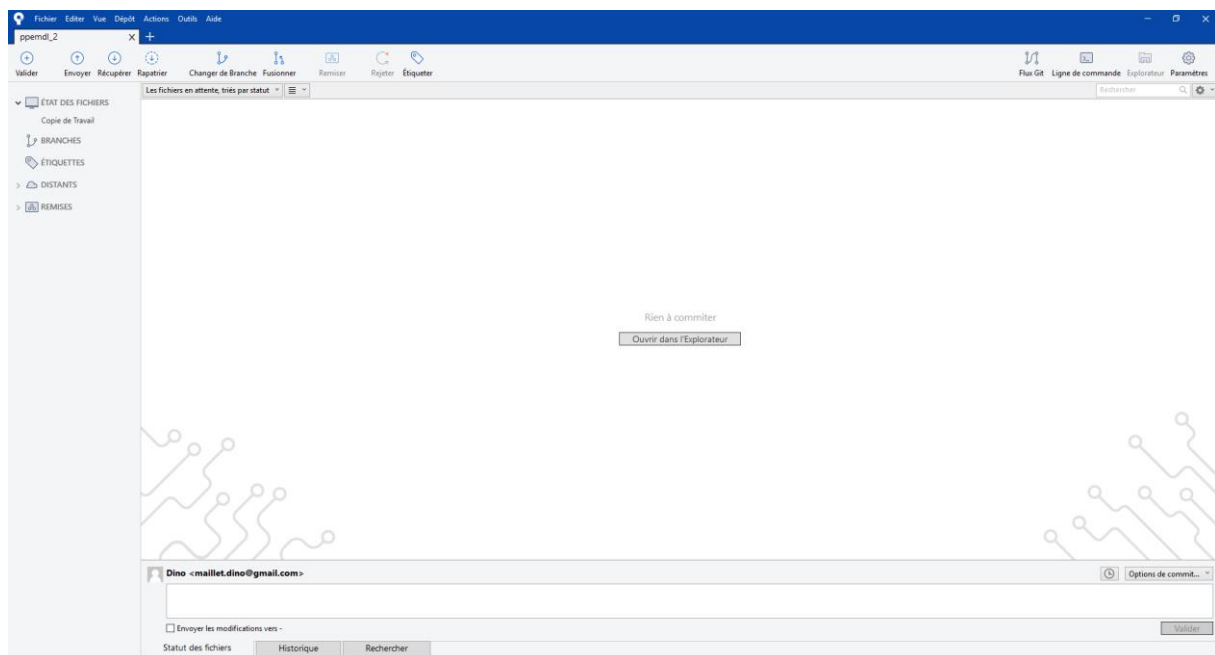 Fichier Editer Vue Dépôt Actions Outils Aide
ppemdl_2
Valider Envoyer Récupérer Rapatrier Changer de Branche Fusionner Remiser Rejeter Étiqueter Flux Git Ligne de commande Explorateur Paramètres
Les fichiers en attente, triés par statut Rechercher
ÉTAT DES FICHIERS
Copie de Travail
BRANCHES
ÉTIQUETTES
DISTANTS
REMISES
Rien à commiter
Ouvrir dans l'Explorateur
Dino <maillet.dino@gmail.com> Options de commit...
Envoyer les modifications vers - Valider
Statut des fichiers Historique Rechercher